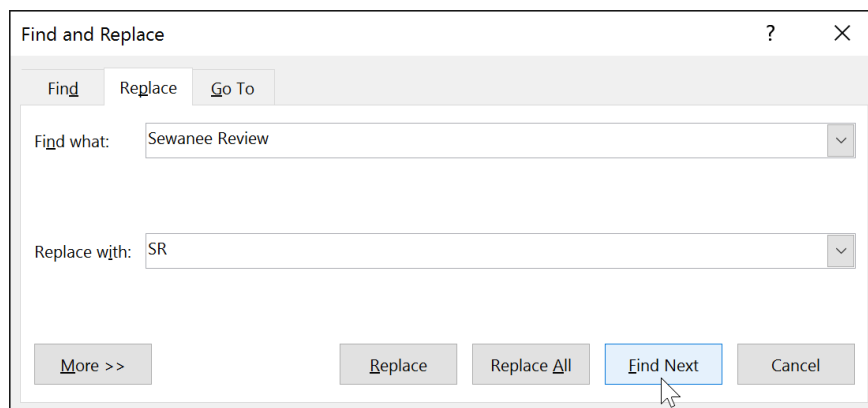 Find and Replace ?
Find Replace Go To
Find what: Sewanee Review
Replace with: SR
More >> Replace Replace All Find Next Cancel